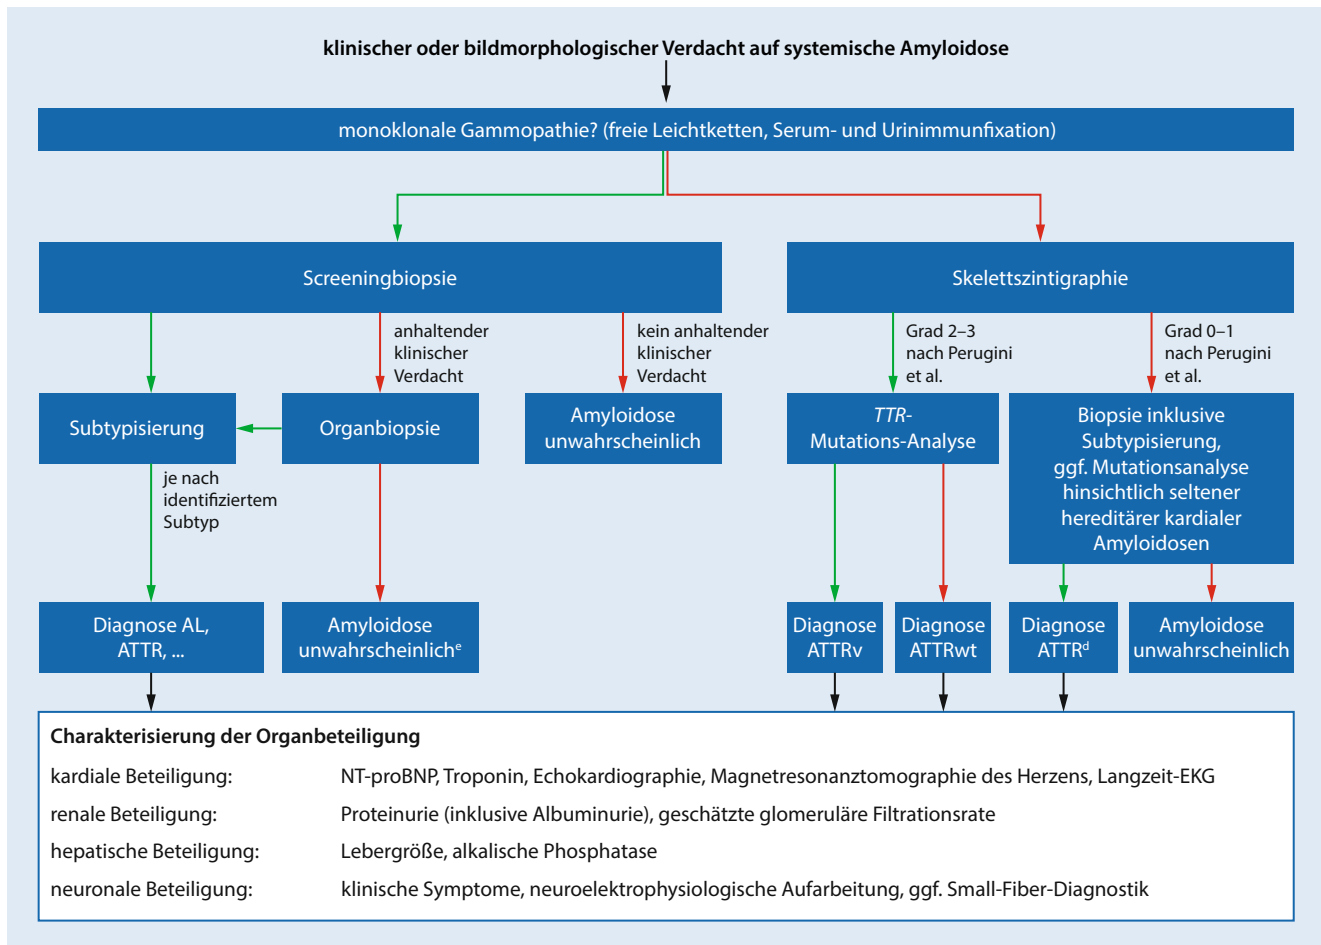 klinischer oder bildmorphologischer Verdacht auf systemische Amyloidose
monoklonale Gammopathie? (freie Leichtketten, Serum- und Urinimmunfixation)
Screeningbiopsie
Skelettszintigraphie
anhaltender
klinischer
Verdacht
kein anhaltender
klinischer
Verdacht
Grad 2–3
nach Perugini
et al.
Grad 0–1
nach Perugini
et al.
Subtypisierung
Organbiopsie
Amyloidose
unwahrscheinlich
TTR-
Mutations-Analyse
Biopsie inklusive
Subtypisierung,
ggf. Mutationsanalyse
hinsichtlich seltener
hereditärer kardialer
Amyloidosen
je nach
identifiziertem
Subtyp
Diagnose AL,
ATTR, ...
Amyloidose
unwahrscheinlichᵉ
Diagnose
ATTRv
Diagnose
ATTRwt
Diagnose
ATTRᵈ
Amyloidose
unwahrscheinlich
Charakterisierung der Organbeteiligung
kardiale Beteiligung: NT-proBNP, Troponin, Echokardiographie, Magnetresonanztomographie des Herzens, Langzeit-EKG
renale Beteiligung: Proteinurie (inklusive Albuminurie), geschätzte glomeruläre Filtrationsrate
hepatische Beteiligung: Lebergröße, alkalische Phosphatase
neuronale Beteiligung: klinische Symptome, neuroelektrophysiologische Aufarbeitung, ggf. Small-Fiber-Diagnostik